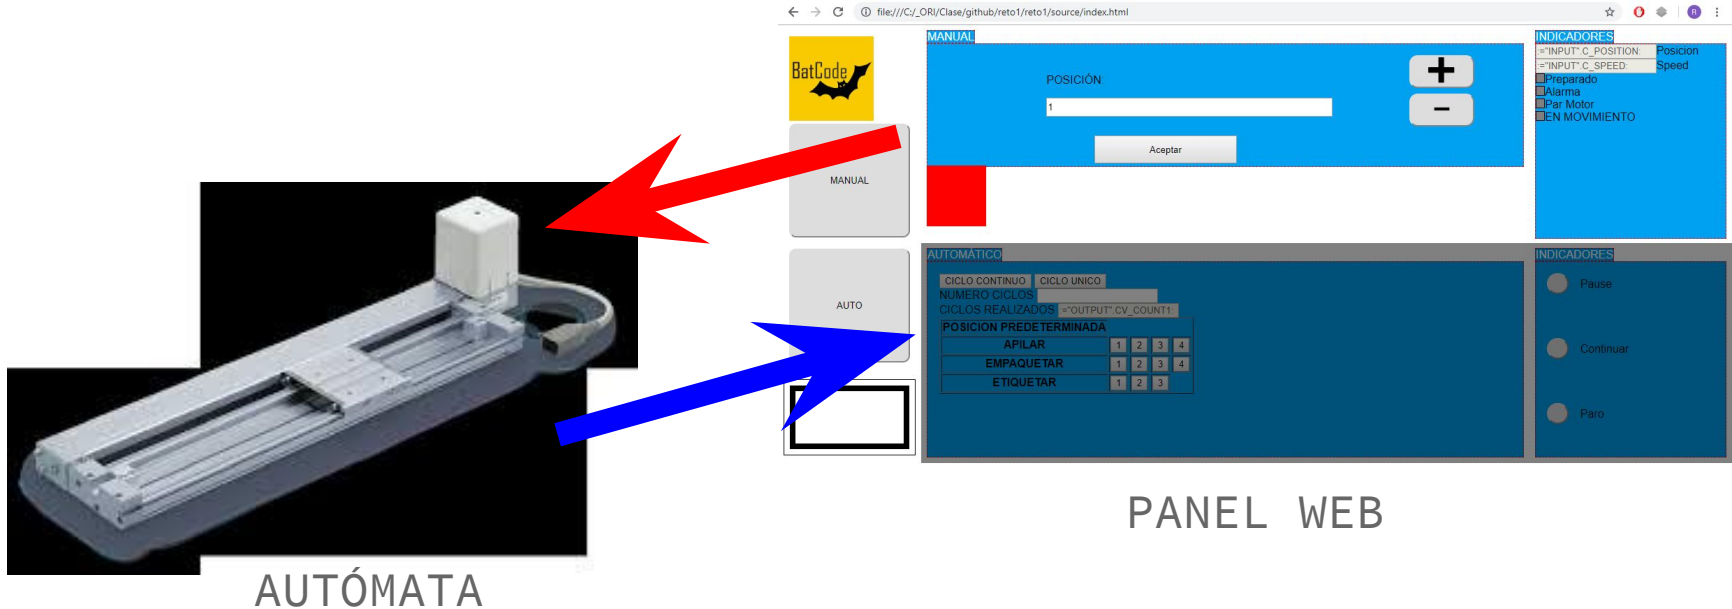 file:///C:/_ORI/Clase/github/reto1/reto1/source/index.html
R
BatCode
MANUAL
AUTO
MANUAL
POSICIÓN:
1
+
-
Aceptar
INDICADORES
:="INPUT".C_POSITION: Posicion
:="INPUT".C_SPEED: Speed
Preparado
Alarma
Par Motor
EN MOVIMIENTO
AUTOMÁTICO
CICLO CONTINUO CICLO UNICO
NUMERO CICLOS
CICLOS REALIZADOS :="OUTPUT".CV_COUNT1:
POSICION PREDETERMINADA
APILAR 1 2 3 4
EMPAQUETAR 1 2 3 4
ETIQUETAR 1 2 3
INDICADORES
Pause
Continuar
Paro
PANEL WEB
AUTÓMATA